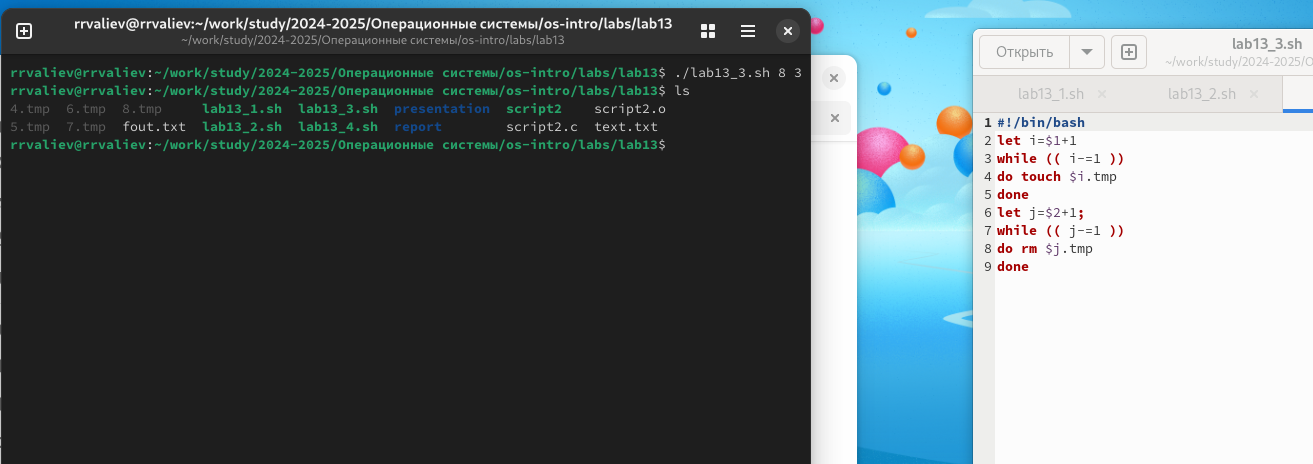 rrvaliev@rrvaliev:~/work/study/2024-2025/Операционные системы/os-intro/labs/lab13
~/work/study/2024-2025/Операционные системы/os-intro/labs/lab13
rrvaliev@rrvaliev:~/work/study/2024-2025/Операционные системы/os-intro/labs/lab13$ ./lab13_3.sh 8 3
rrvaliev@rrvaliev:~/work/study/2024-2025/Операционные системы/os-intro/labs/lab13$ ls
4.tmp 6.tmp 8.tmp lab13_1.sh lab13_3.sh presentation script2 script2.o
5.tmp 7.tmp fout.txt lab13_2.sh lab13_4.sh report script2.c text.txt
rrvaliev@rrvaliev:~/work/study/2024-2025/Операционные системы/os-intro/labs/lab13$
Открыть
lab13_3.sh
~/work/study/2024-2025/О
lab13_1.sh
lab13_2.sh
1 #!/bin/bash
2 let i=$1+1
3 while (( i-=1 ))
4 do touch $i.tmp
5 done
6 let j=$2+1;
7 while (( j-=1 ))
8 do rm $j.tmp
9 done